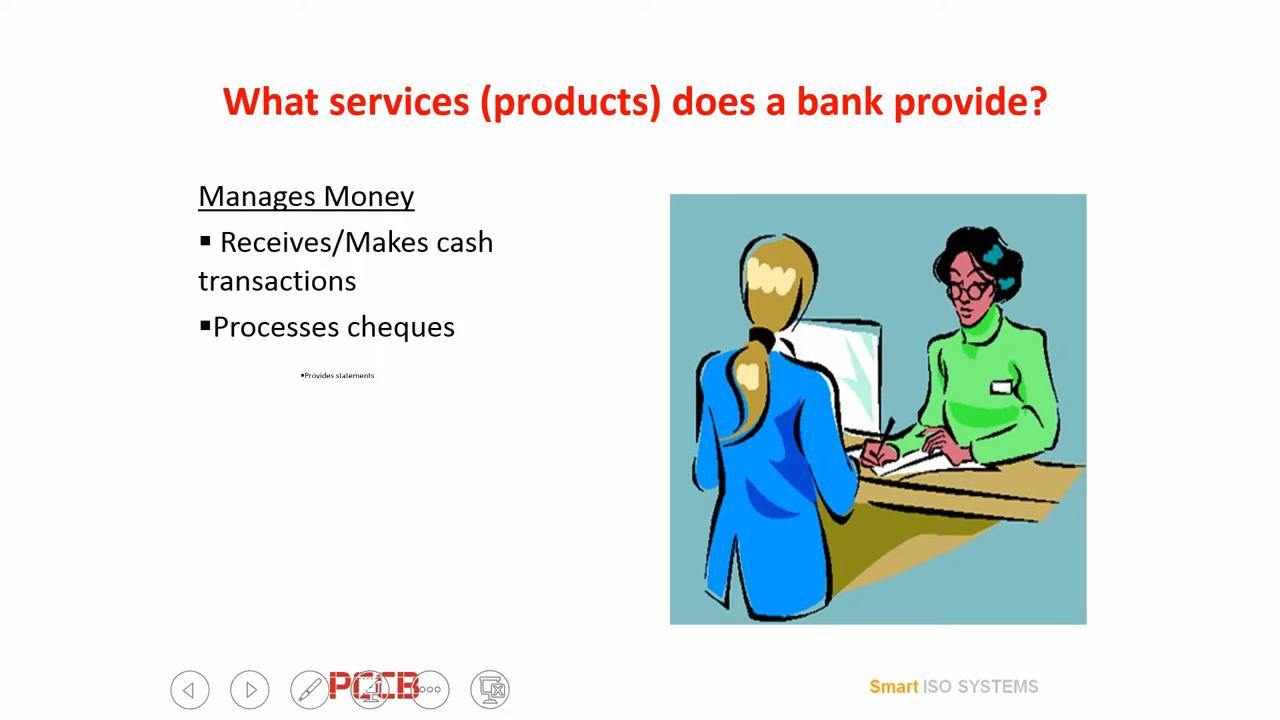 What services (products) does a bank provide?
Manages Money
▪ Receives/Makes cash
transactions
▪Processes cheques
▪Provides statements
Smart ISO SYSTEMS